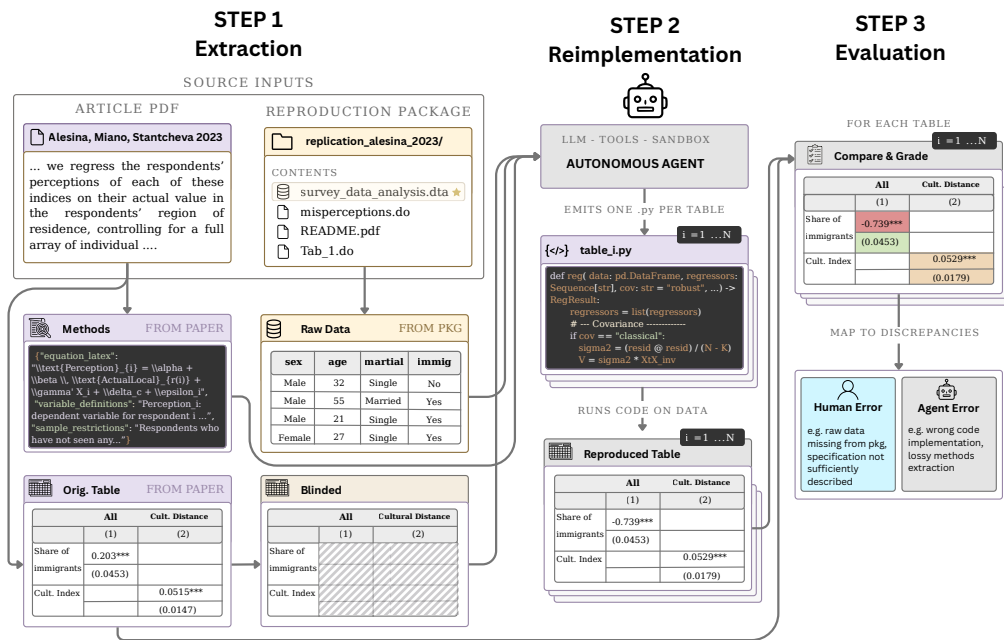 STEP 1
Extraction
SOURCE INPUTS
ARTICLE PDF
Alesina, Miano, Stantcheva 2023
... we regress the respondents'
perceptions of each of these
indices on their actual value in
the respondents' region of
residence, controlling for a full
array of individual ....
REPRODUCTION PACKAGE
replication_alesina_2023/
CONTENTS
survey_data_analysis.dta
misperceptions.do
README.pdf
Tab_1.do
Methods FROM PAPER
{"equation_latex":
"\\text{Perception}_{i} = \\alpha +
\\beta \\, \\text{ActualLocal}_{r(i)} +
\\gamma' X_i + \\delta_c + \\epsilon_i",
"variable_definitions": "Perception_i:
dependent variable for respondent i ...",
"sample_restrictions": "Respondents who
have not seen any..."}
Raw Data FROM PKG
sex age martial immig
Male 32 Single No
Male 55 Married Yes
Male 21 Single Yes
Female 27 Single Yes
Orig. Table FROM PAPER
All Cult. Distance
(1) (2)
Share of
immigrants
0.203***
(0.0453)
Cult. Index
0.0515***
(0.0147)
Blinded
All Cultural Distance
(1) (2)
Share of
immigrants
Cult. Index
STEP 2
Reimplementation
LLM - TOOLS - SANDBOX
AUTONOMOUS AGENT
EMITS ONE .py PER TABLE
i =1 ...N
{</>} table_i.py
def reg( data: pd.DataFrame, regressors:
Sequence[str], cov: str = "robust", ...) ->
RegResult:
regressors = list(regressors)
# --- Covariance -------------
if cov == "classical":
sigma2 = (resid @ resid) / (N - K)
V = sigma2 * XtX_inv
RUNS CODE ON DATA
i =1 ...N
Reproduced Table
All Cult. Distance
(1) (2)
Share of
immigrants
-0.739***
(0.0453)
Cult. Index
0.0529***
(0.0179)
STEP 3
Evaluation
FOR EACH TABLE
i =1 ...N
Compare & Grade
All Cult. Distance
(1) (2)
Share of
immigrants
-0.739***
(0.0453)
Cult. Index
0.0529***
(0.0179)
MAP TO DISCREPANCIES
Human Error
e.g. raw data
missing from pkg,
specification not
sufficiently
described
Agent Error
e.g. wrong code
implementation,
lossy methods
extraction